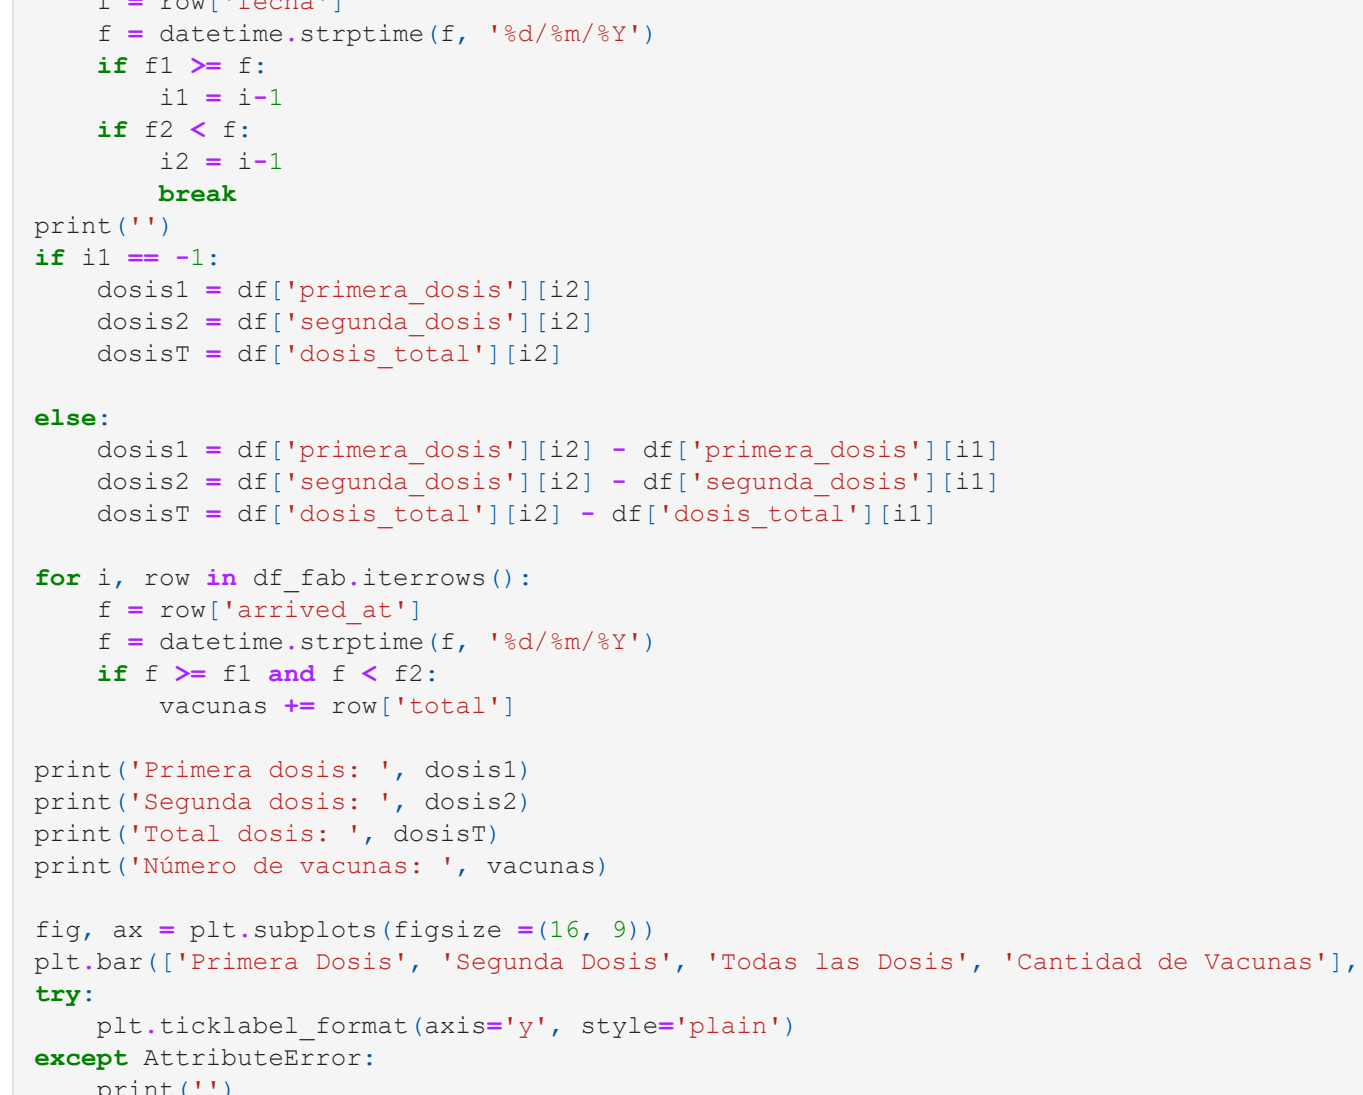 f = row['fecha']
    f = datetime.strptime(f, '%d/%m/%Y')
    if f1 >= f:
        i1 = i-1
    if f2 < f:
        i2 = i-1
        break
print('')
if i1 == -1:
    dosis1 = df['primera_dosis'][i2]
    dosis2 = df['segunda_dosis'][i2]
    dosisT = df['dosis_total'][i2]

else:
    dosis1 = df['primera_dosis'][i2] - df['primera_dosis'][i1]
    dosis2 = df['segunda_dosis'][i2] - df['segunda_dosis'][i1]
    dosisT = df['dosis_total'][i2] - df['dosis_total'][i1]

for i, row in df_fab.iterrows():
    f = row['arrived_at']
    f = datetime.strptime(f, '%d/%m/%Y')
    if f >= f1 and f < f2:
        vacunas += row['total']

print('Primera dosis: ', dosis1)
print('Segunda dosis: ', dosis2)
print('Total dosis: ', dosisT)
print('Número de vacunas: ', vacunas)

fig, ax = plt.subplots(figsize =(16, 9))
plt.bar(['Primera Dosis', 'Segunda Dosis', 'Todas las Dosis', 'Cantidad de Vacunas'],
try:
    plt.ticklabel_format(axis='y', style='plain')
except AttributeError:
    print('')